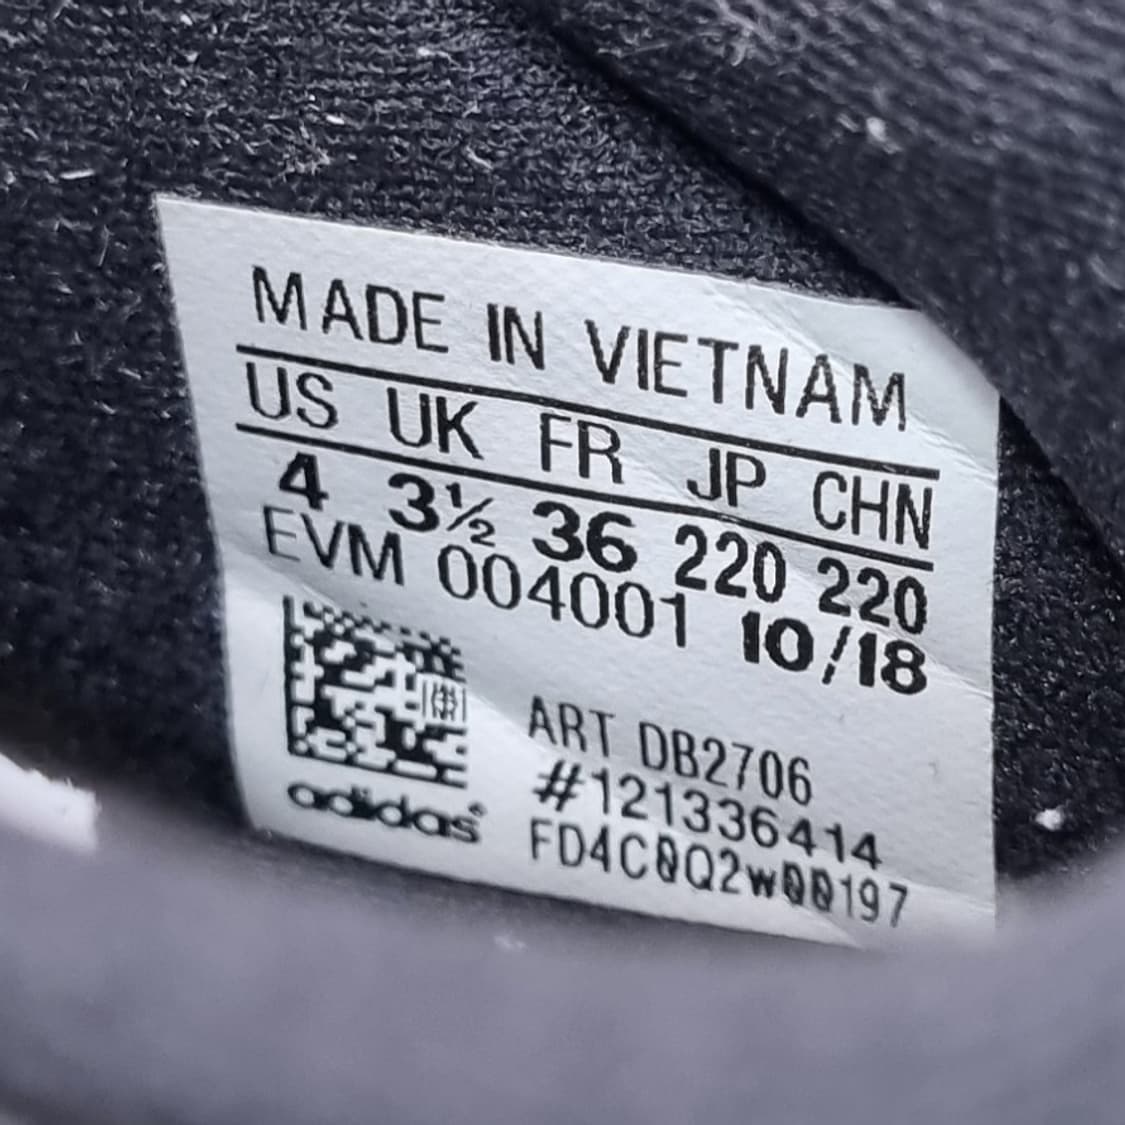 MADE IN VIETNAM
US UK FR JP CHN
4 3½ 36 220 220
EVM 004001 10/18
ART DB2706
#121336414
FD4C0Q2w00197
adidas